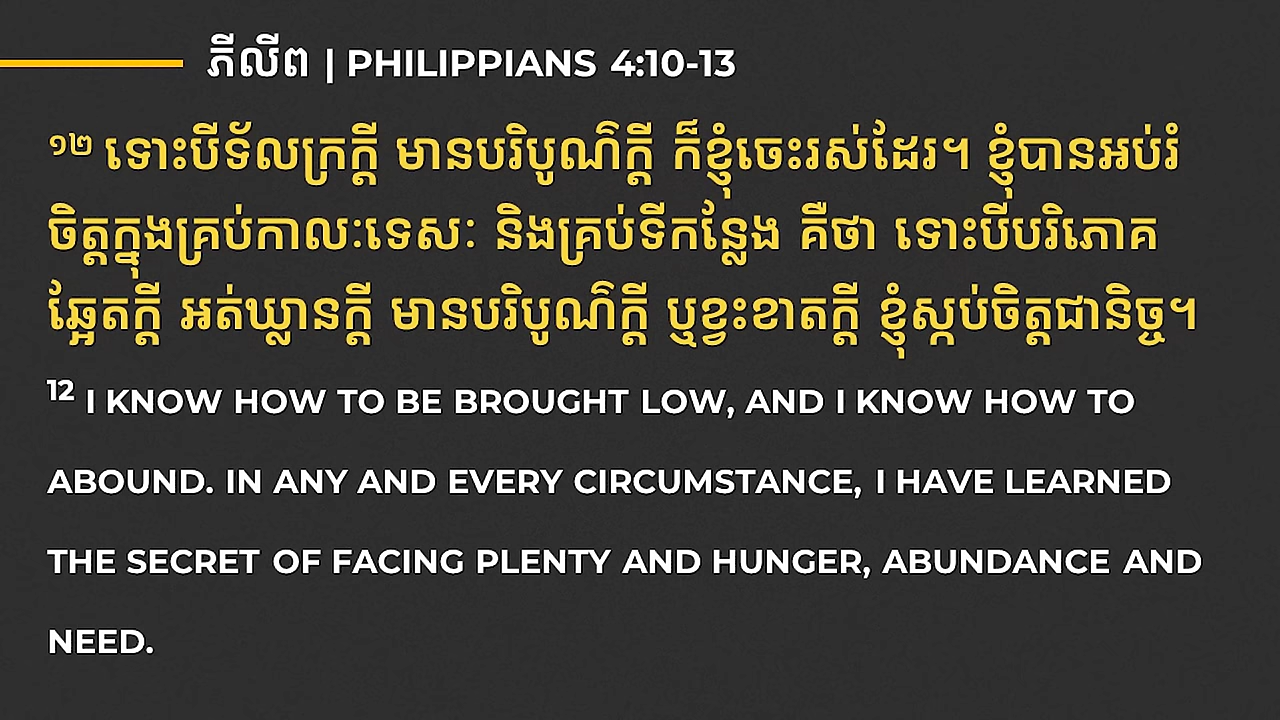 ភីលីព | PHILIPPIANS 4:10-13
១២ ទោះបីទ័លក្រក្តី មានបរិបូណ៌ក្តី ក៏ខ្ញុំចេះរស់ដែរ។ ខ្ញុំបានអប់រំ
ចិត្តក្នុងគ្រប់កាលៈទេសៈ និងគ្រប់ទីកន្លែង គឺថា ទោះបីបរិភោគ
ឆ្អែតក្តី អត់ឃ្លានក្តី មានបរិបូណ៌ក្តី ឬខ្វះខាតក្តី ខ្ញុំស្កប់ចិត្តជានិច្ច។
12 I KNOW HOW TO BE BROUGHT LOW, AND I KNOW HOW TO
ABOUND. IN ANY AND EVERY CIRCUMSTANCE, I HAVE LEARNED
THE SECRET OF FACING PLENTY AND HUNGER, ABUNDANCE AND
NEED.